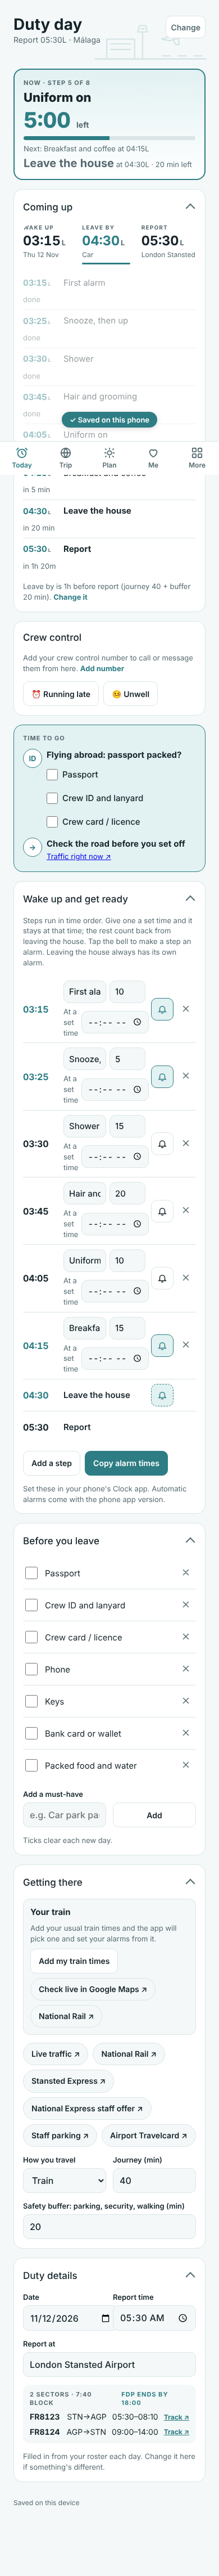 Duty day
Report 05:30L · Málaga
Change
NOW · STEP 5 OF 8
Uniform on
5:00 left
Next: Breakfast and coffee at 04:15L
Leave the house at 04:30L · 20 min left
Coming up
WAKE UP
03:15 L
Thu 12 Nov
LEAVE BY
04:30 L
Car
REPORT
05:30 L
London Stansted
03:15 L First alarm
done
03:25 L Snooze, then up
done
03:30 L Shower
done
03:45 L Hair and grooming
done
✓ Saved on this phone
04:05 L Uniform on
Today
Trip
Plan
Me
More
in 5 min
04:30 L Leave the house
in 20 min
05:30 L Report
in 1h 20m
Leave by is 1h before report (journey 40 + buffer
20 min). Change it
Crew control
Add your crew control number to call or message
them from here. Add number
⏰ Running late
🤒 Unwell
TIME TO GO
ID
Flying abroad: passport packed?
Passport
Crew ID and lanyard
Crew card / licence
Check the road before you set off
Traffic right now ↗
Wake up and get ready
Steps run in order time. Give one a set time and it
stays at that time; the rest count back from
leaving the house. Tap the bell to make a step an
alarm. Leaving the house always has its own
alarm.
03:15 First ala 10
At a set time --:-- --
03:25 Snooze, 5
At a set time --:-- --
03:30 Shower 15
At a set time --:-- --
03:45 Hair and 20
At a set time --:-- --
04:05 Uniform 10
At a set time --:-- --
04:15 Breakfa 15
At a set time --:-- --
04:30 Leave the house
05:30 Report
Add a step
Copy alarm times
Set these in your phone's Clock app. Automatic
alarms come with the phone app version.
Before you leave
Passport
Crew ID and lanyard
Crew card / licence
Phone
Keys
Bank card or wallet
Packed food and water
Add a must-have
e.g. Car park pa
Add
Ticks clear each new day.
Getting there
Your train
Add your usual train times and the app will
pick one and set your alarms from it.
Add my train times
Check live in Google Maps ↗
National Rail ↗
Live traffic ↗
National Rail ↗
Stansted Express ↗
National Express staff offer ↗
Staff parking ↗
Airport Travelcard ↗
How you travel
Train
Journey (min)
40
Safety buffer: parking, security, walking (min)
20
Duty details
Date
11/12/2026
Report time
05:30 AM
Report at
London Stansted Airport
2 SECTORS · 7:40 BLOCK
FDP ENDS BY 18:00
FR8123 STN→AGP 05:30–08:10 Track ↗
FR8124 AGP→STN 09:00–14:00 Track ↗
Filled in from your roster each day. Change it here
if something's different.
Saved on this device